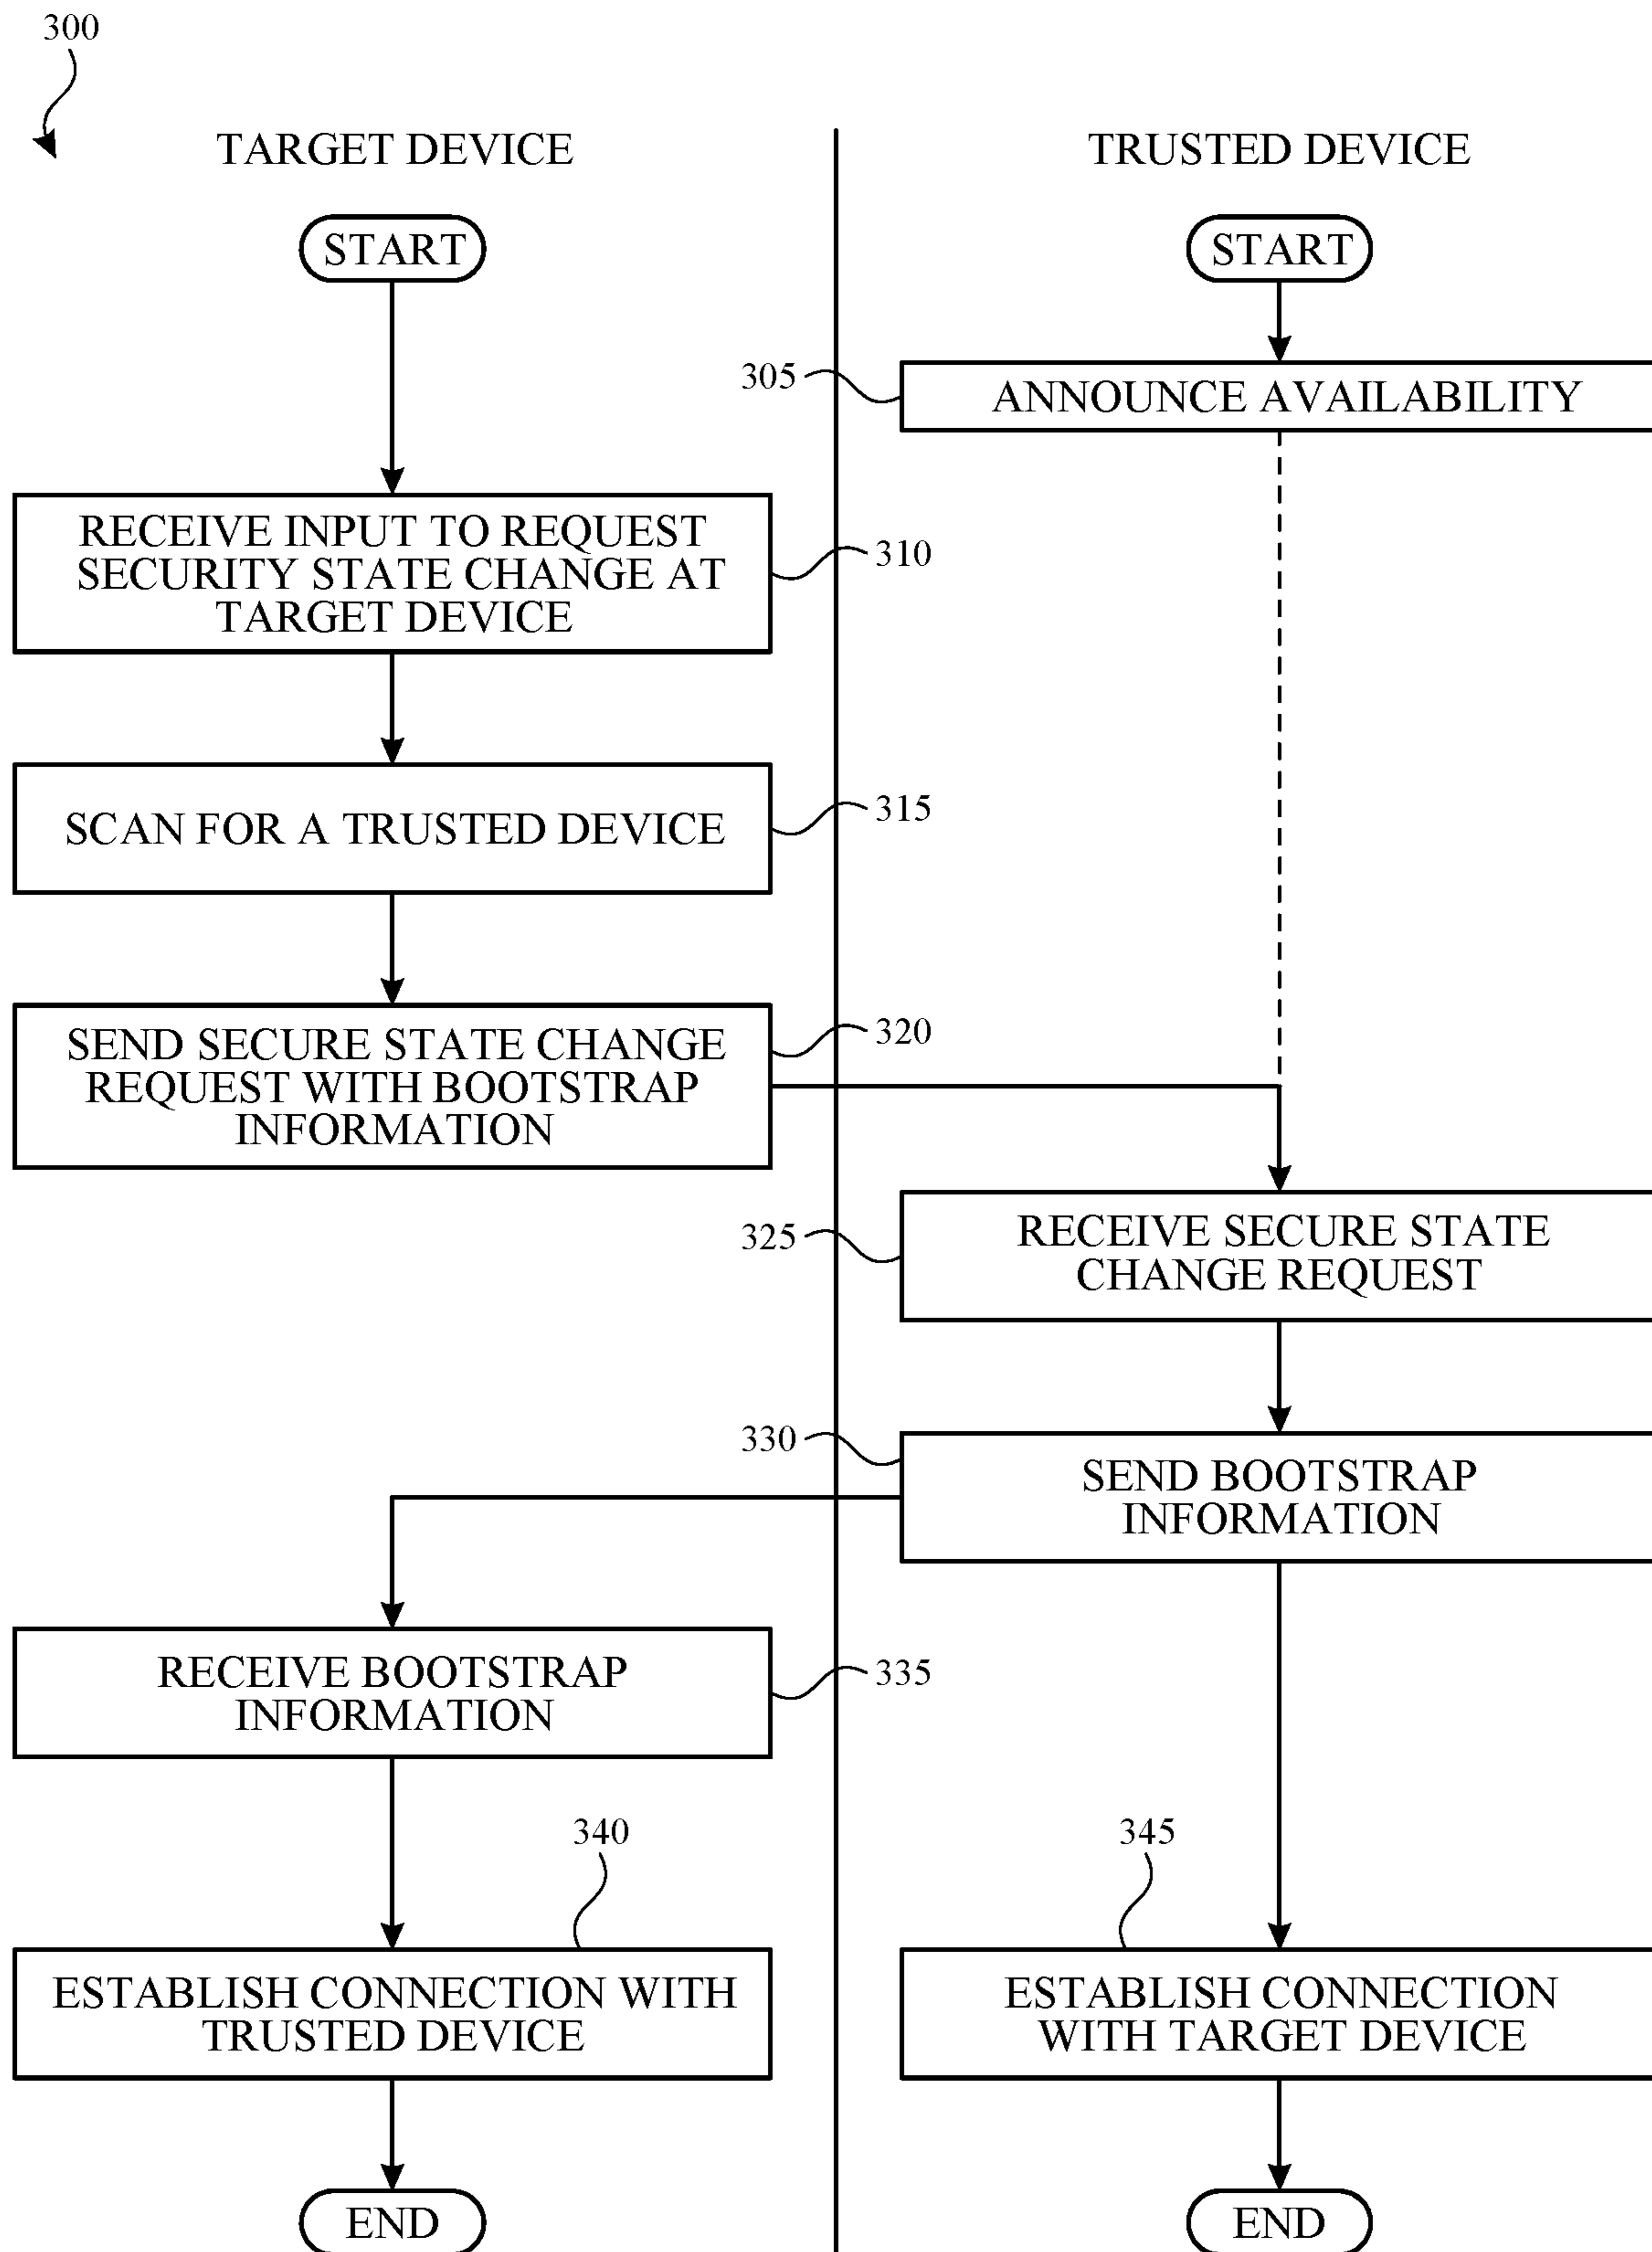 300
TARGET DEVICE
TRUSTED DEVICE
START
START
305
ANNOUNCE AVAILABILITY
RECEIVE INPUT TO REQUEST
SECURITY STATE CHANGE AT
TARGET DEVICE
310
SCAN FOR A TRUSTED DEVICE
315
SEND SECURE STATE CHANGE
REQUEST WITH BOOTSTRAP
INFORMATION
320
325
RECEIVE SECURE STATE
CHANGE REQUEST
330
SEND BOOTSTRAP
INFORMATION
RECEIVE BOOTSTRAP
INFORMATION
335
340
345
ESTABLISH CONNECTION WITH
TRUSTED DEVICE
ESTABLISH CONNECTION
WITH TARGET DEVICE
END
END